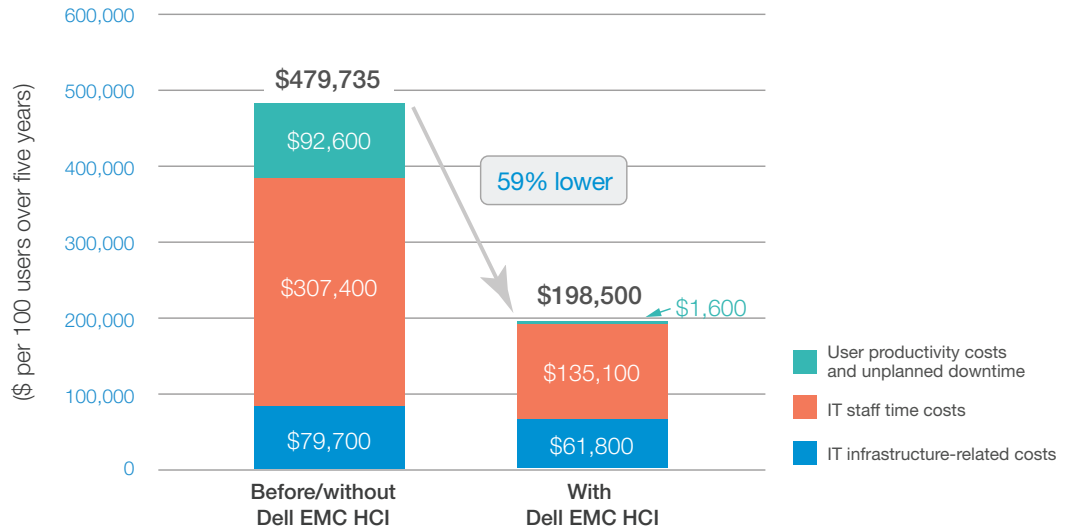 600,000
500,000
400,000
300,000
200,000
100,000
0
($ per 100 users over five years)
$479,735
$92,600
$307,400
$79,700
59% lower
$198,500
$1,600
$135,100
$61,800
Before/without
Dell EMC HCI
With
Dell EMC HCI
User productivity costs
and unplanned downtime
IT staff time costs
IT infrastructure-related costs